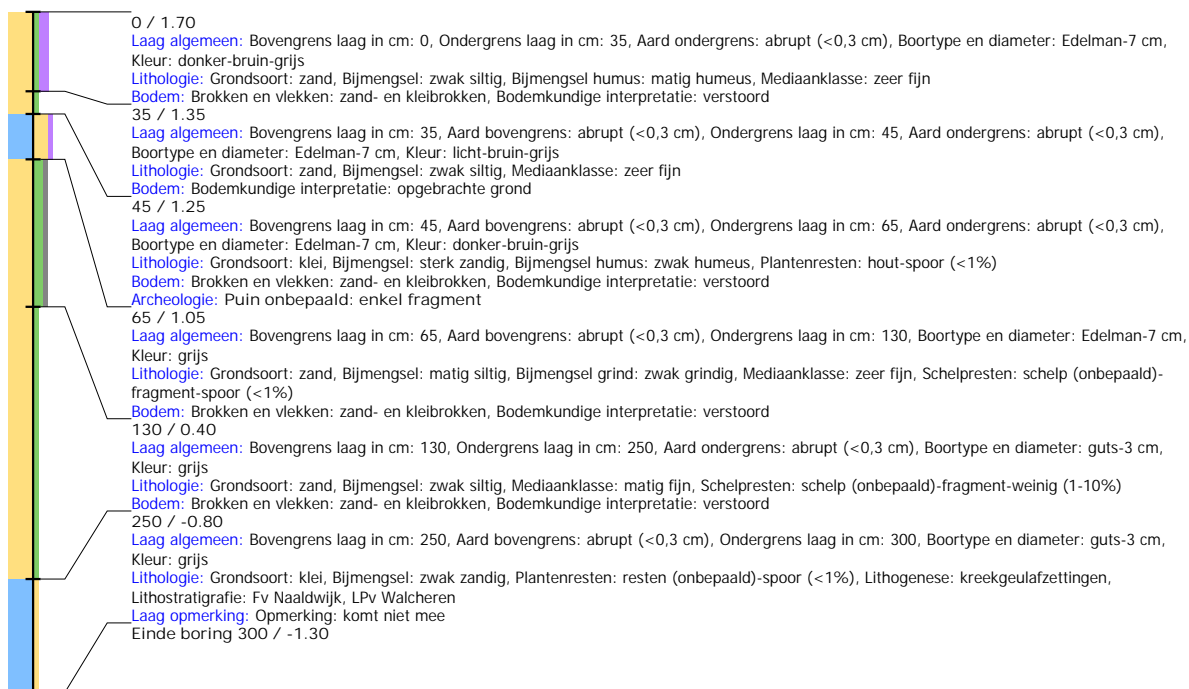 0 / 1.70
Laag algemeen: Bovengrens laag in cm: 0, Ondergrens laag in cm: 35, Aard ondergrens: abrupt (<0,3 cm), Boortype en diameter: Edelman-7 cm,
Kleur: donker-bruin-grijs
Lithologie: Grondsoort: zand, Bijmengsel: zwak siltig, Bijmengsel humus: matig humeus, Mediaanklasse: zeer fijn
Bodem: Brokken en vlekken: zand- en kleibrokken, Bodemkundige interpretatie: verstoord
35 / 1.35
Laag algemeen: Bovengrens laag in cm: 35, Aard bovengrens: abrupt (<0,3 cm), Ondergrens laag in cm: 45, Aard ondergrens: abrupt (<0,3 cm),
Boortype en diameter: Edelman-7 cm, Kleur: licht-bruin-grijs
Lithologie: Grondsoort: zand, Bijmengsel: zwak siltig, Mediaanklasse: zeer fijn
Bodem: Bodemkundige interpretatie: opgebrachte grond
45 / 1.25
Laag algemeen: Bovengrens laag in cm: 45, Aard bovengrens: abrupt (<0,3 cm), Ondergrens laag in cm: 65, Aard ondergrens: abrupt (<0,3 cm),
Boortype en diameter: Edelman-7 cm, Kleur: donker-bruin-grijs
Lithologie: Grondsoort: klei, Bijmengsel: sterk zandig, Bijmengsel humus: zwak humeus, Plantenresten: hout-spoor (<1%)
Bodem: Brokken en vlekken: zand- en kleibrokken, Bodemkundige interpretatie: verstoord
Archeologie: Puin onbepaald: enkel fragment
65 / 1.05
Laag algemeen: Bovengrens laag in cm: 65, Aard bovengrens: abrupt (<0,3 cm), Ondergrens laag in cm: 130, Boortype en diameter: Edelman-7 cm,
Kleur: grijs
Lithologie: Grondsoort: zand, Bijmengsel: matig siltig, Bijmengsel grind: zwak grindig, Mediaanklasse: zeer fijn, Schelpresten: schelp (onbepaald)-
fragment-spoor (<1%)
Bodem: Brokken en vlekken: zand- en kleibrokken, Bodemkundige interpretatie: verstoord
130 / 0.40
Laag algemeen: Bovengrens laag in cm: 130, Ondergrens laag in cm: 250, Aard ondergrens: abrupt (<0,3 cm), Boortype en diameter: guts-3 cm,
Kleur: grijs
Lithologie: Grondsoort: zand, Bijmengsel: zwak siltig, Mediaanklasse: matig fijn, Schelpresten: schelp (onbepaald)-fragment-weinig (1-10%)
Bodem: Brokken en vlekken: zand- en kleibrokken, Bodemkundige interpretatie: verstoord
250 / -0.80
Laag algemeen: Bovengrens laag in cm: 250, Aard bovengrens: abrupt (<0,3 cm), Ondergrens laag in cm: 300, Boortype en diameter: guts-3 cm,
Kleur: grijs
Lithologie: Grondsoort: klei, Bijmengsel: zwak zandig, Plantenresten: resten (onbepaald)-spoor (<1%), Lithogenese: kreekgeulafzettingen,
Lithostratigrafie: Fv Naaldwijk, LPv Walcheren
Laag opmerking: Opmerking: komt niet mee
Einde boring 300 / -1.30